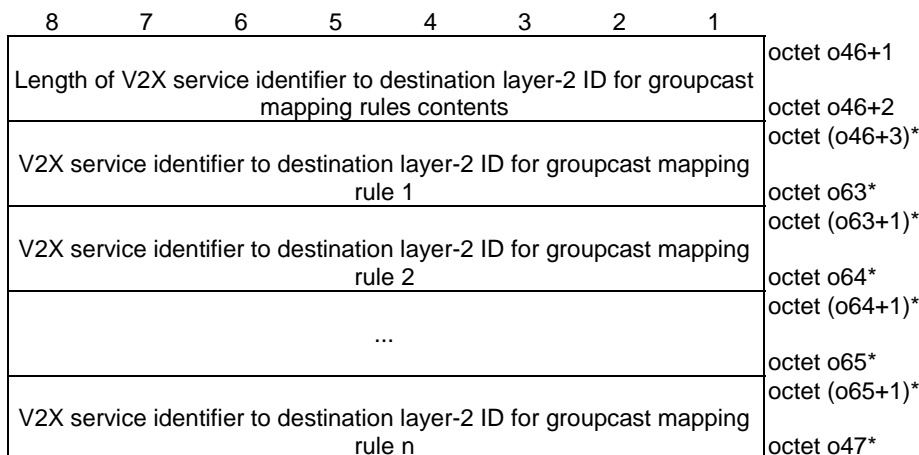 8 7 6 5 4 3 2 1
octet o46+1
Length of V2X service identifier to destination layer-2 ID for groupcast
mapping rules contents
octet o46+2
octet (o46+3)*
V2X service identifier to destination layer-2 ID for groupcast mapping
rule 1
octet o63*
octet (o63+1)*
V2X service identifier to destination layer-2 ID for groupcast mapping
rule 2
octet o64*
octet (o64+1)*
...
octet o65*
octet (o65+1)*
V2X service identifier to destination layer-2 ID for groupcast mapping
rule n
octet o47*